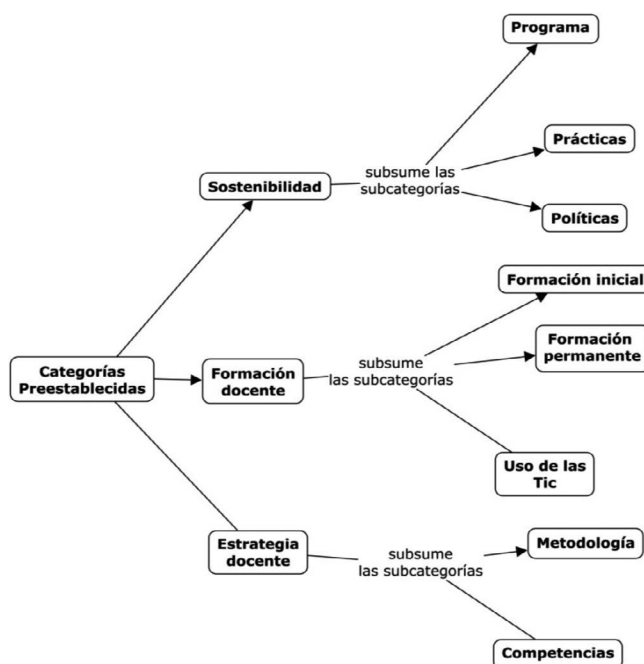 Programa
Prácticas
subsume las
subcategorías
Sostenibilidad
Políticas
Formación inicial
Formación
permanente
subsume
las subcategorías
Categorías
Preestablecidas
Formación
docente
Uso de las
Tic
Estrategia
docente
subsume
las subcategorías
Metodología
Competencias